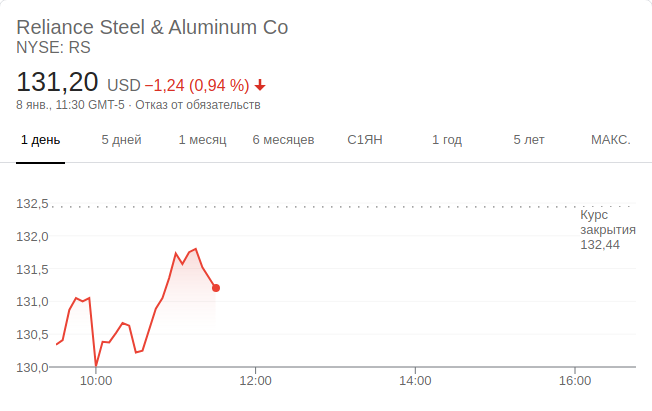 Reliance Steel & Aluminum Co
NYSE: RS
131,20 USD −1,24 (0,94 %)
8 янв., 11:30 GMT-5 · Отказ от обязательств
1 день 5 дней 1 месяц 6 месяцев С1ЯН 1 год 5 лет МАКС.
132,5
Курс
закрытия
132,44
132,0
131,5
131,0
130,5
130,0
10:00 12:00 14:00 16:00